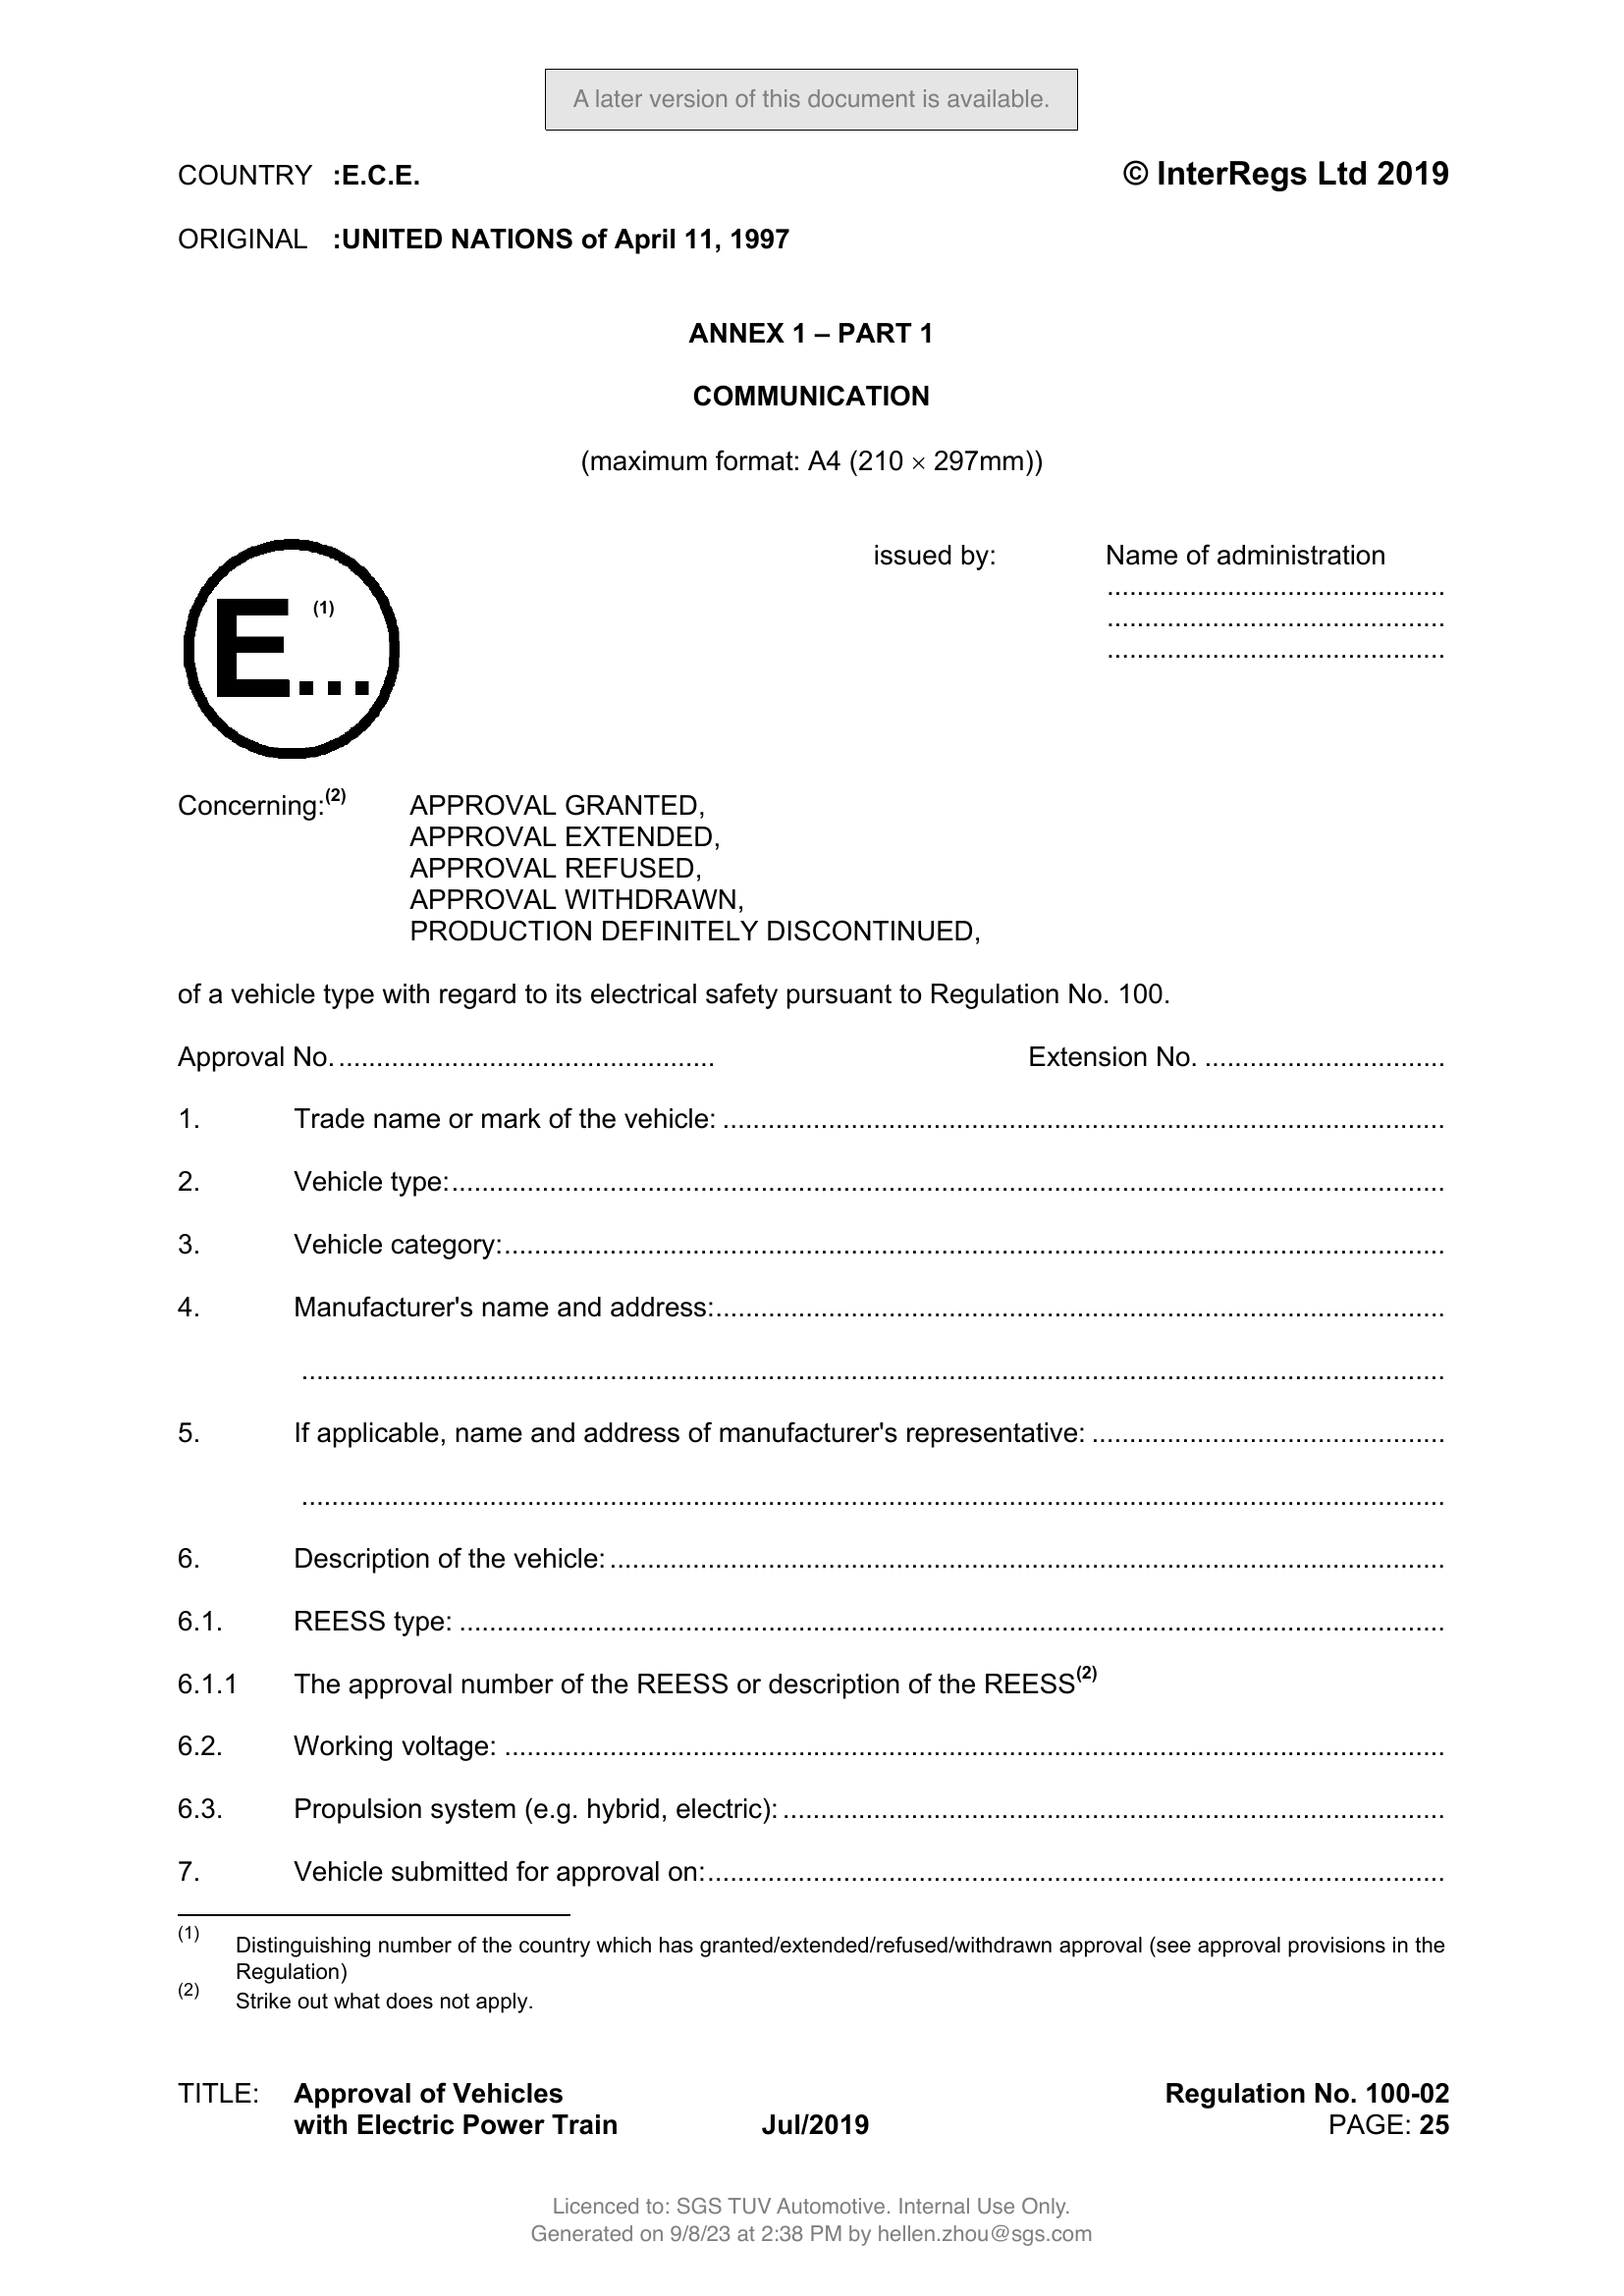 A later version of this document is available.
COUNTRY :E.C.E. © InterRegs Ltd 2019
ORIGINAL :UNITED NATIONS of April 11, 1997
ANNEX 1 – PART 1
COMMUNICATION
(maximum format: A4 (210 × 297mm))
issued by: Name of administration
.............................................
.............................................
.............................................
E... (1)
Concerning:(2) APPROVAL GRANTED,
APPROVAL EXTENDED,
APPROVAL REFUSED,
APPROVAL WITHDRAWN,
PRODUCTION DEFINITELY DISCONTINUED,
of a vehicle type with regard to its electrical safety pursuant to Regulation No. 100.
Approval No. .................................................. Extension No. ................................
1. Trade name or mark of the vehicle: ................................................................................................
2. Vehicle type: ....................................................................................................................................
3. Vehicle category: .............................................................................................................................
4. Manufacturer's name and address: .................................................................................................
........................................................................................................................................................
5. If applicable, name and address of manufacturer's representative: ...............................................
........................................................................................................................................................
6. Description of the vehicle: ...............................................................................................................
6.1. REESS type: ...................................................................................................................................
6.1.1 The approval number of the REESS or description of the REESS(2)
6.2. Working voltage: .............................................................................................................................
6.3. Propulsion system (e.g. hybrid, electric): ........................................................................................
7. Vehicle submitted for approval on: ..................................................................................................
(1) Distinguishing number of the country which has granted/extended/refused/withdrawn approval (see approval provisions in the
Regulation)
(2) Strike out what does not apply.
TITLE: Approval of Vehicles Regulation No. 100-02
with Electric Power Train Jul/2019 PAGE: 25
Licenced to: SGS TUV Automotive. Internal Use Only.
Generated on 9/8/23 at 2:38 PM by hellen.zhou@sgs.com